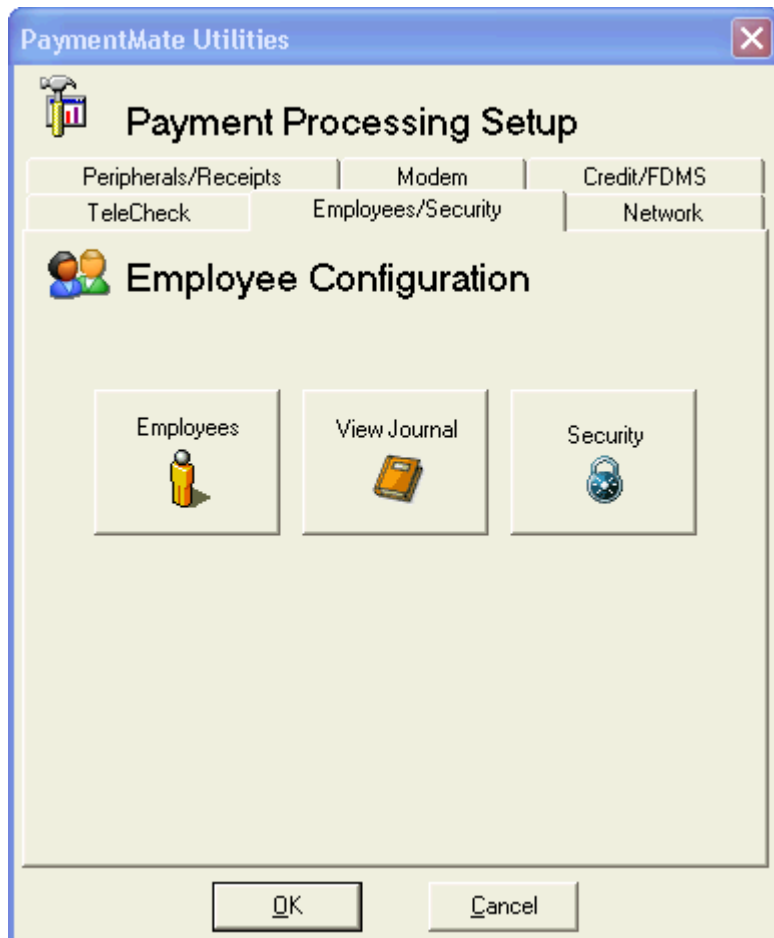 PaymentMate Utilities
Payment Processing Setup
Peripherals/Receipts Modem Credit/FDMS
TeleCheck Employees/Security Network
Employee Configuration
Employees View Journal Security
OK Cancel